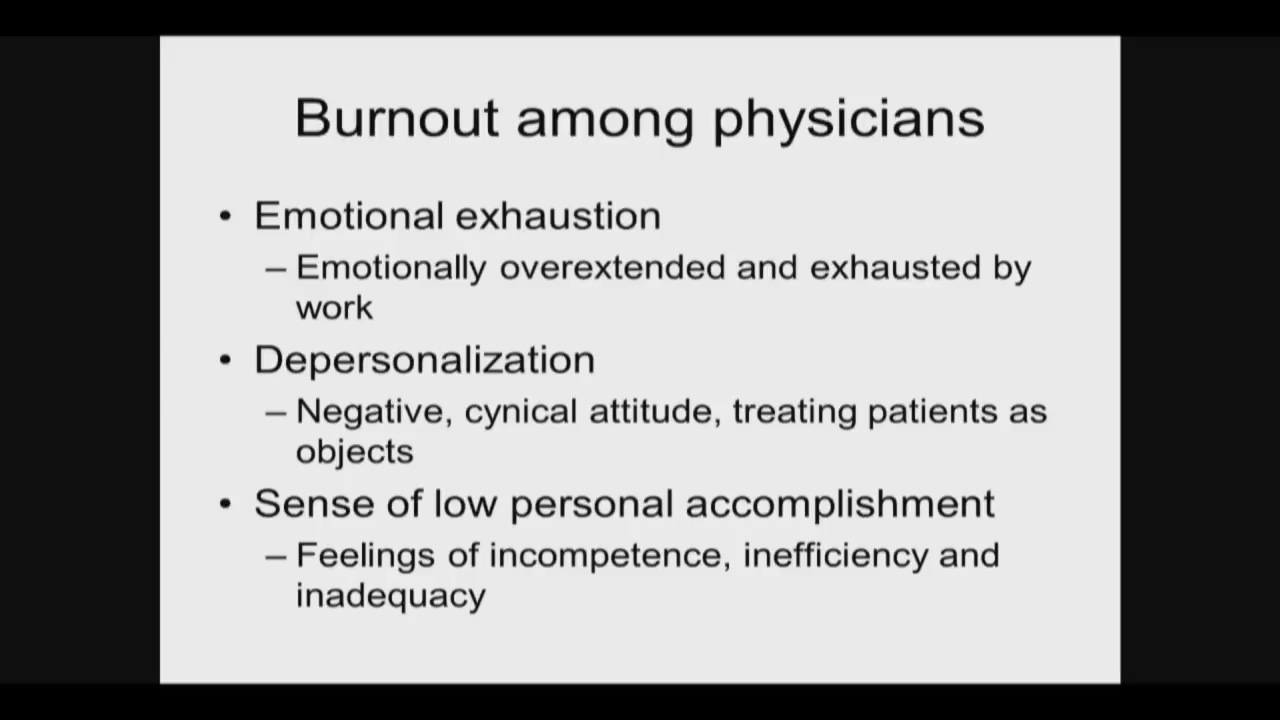 Burnout among physicians
• Emotional exhaustion
– Emotionally overextended and exhausted by
work
• Depersonalization
– Negative, cynical attitude, treating patients as
objects
• Sense of low personal accomplishment
– Feelings of incompetence, inefficiency and
inadequacy